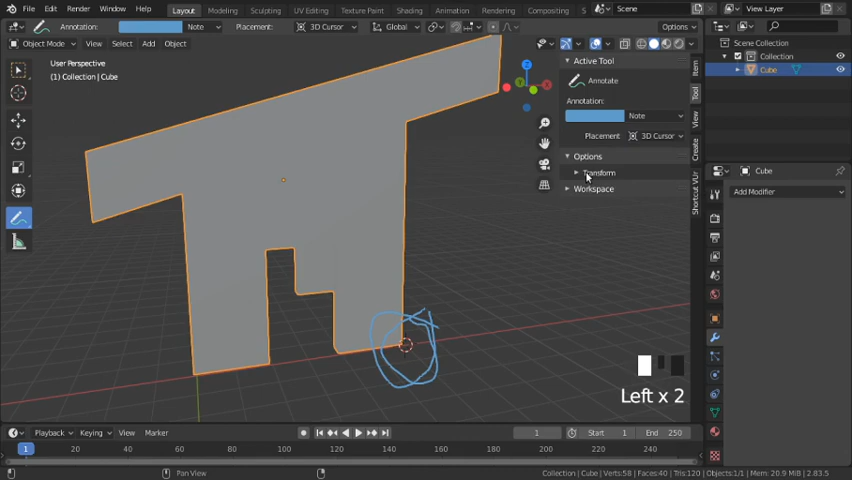 File Edit Render Window Help Layout Modeling Sculpting UV Editing Texture Paint Shading Animation Rendering Compositing Scene View Layer
Annotation: Note Placement: 3D Cursor Global Options
Object Mode View Select Add Object
User Perspective
(1) Collection | Cube
Active Tool
Annotate
Annotation:
Note
Placement 3D Cursor
Options
Transform
Workspace
Item
Tool
View
Create
Shortcut VUr
Scene Collection
Collection
Cube
Cube
Add Modifier
Left x 2
Playback Keying View Marker 1 Start 1 End 250
1 20 40 60 80 100 120 140 160 180 200 220 240
Pan View Collection | Cube | Verts:58 | Faces:40 | Tris:120 | Objects:1/1 | Mem: 20.9 MiB | 2.83.5